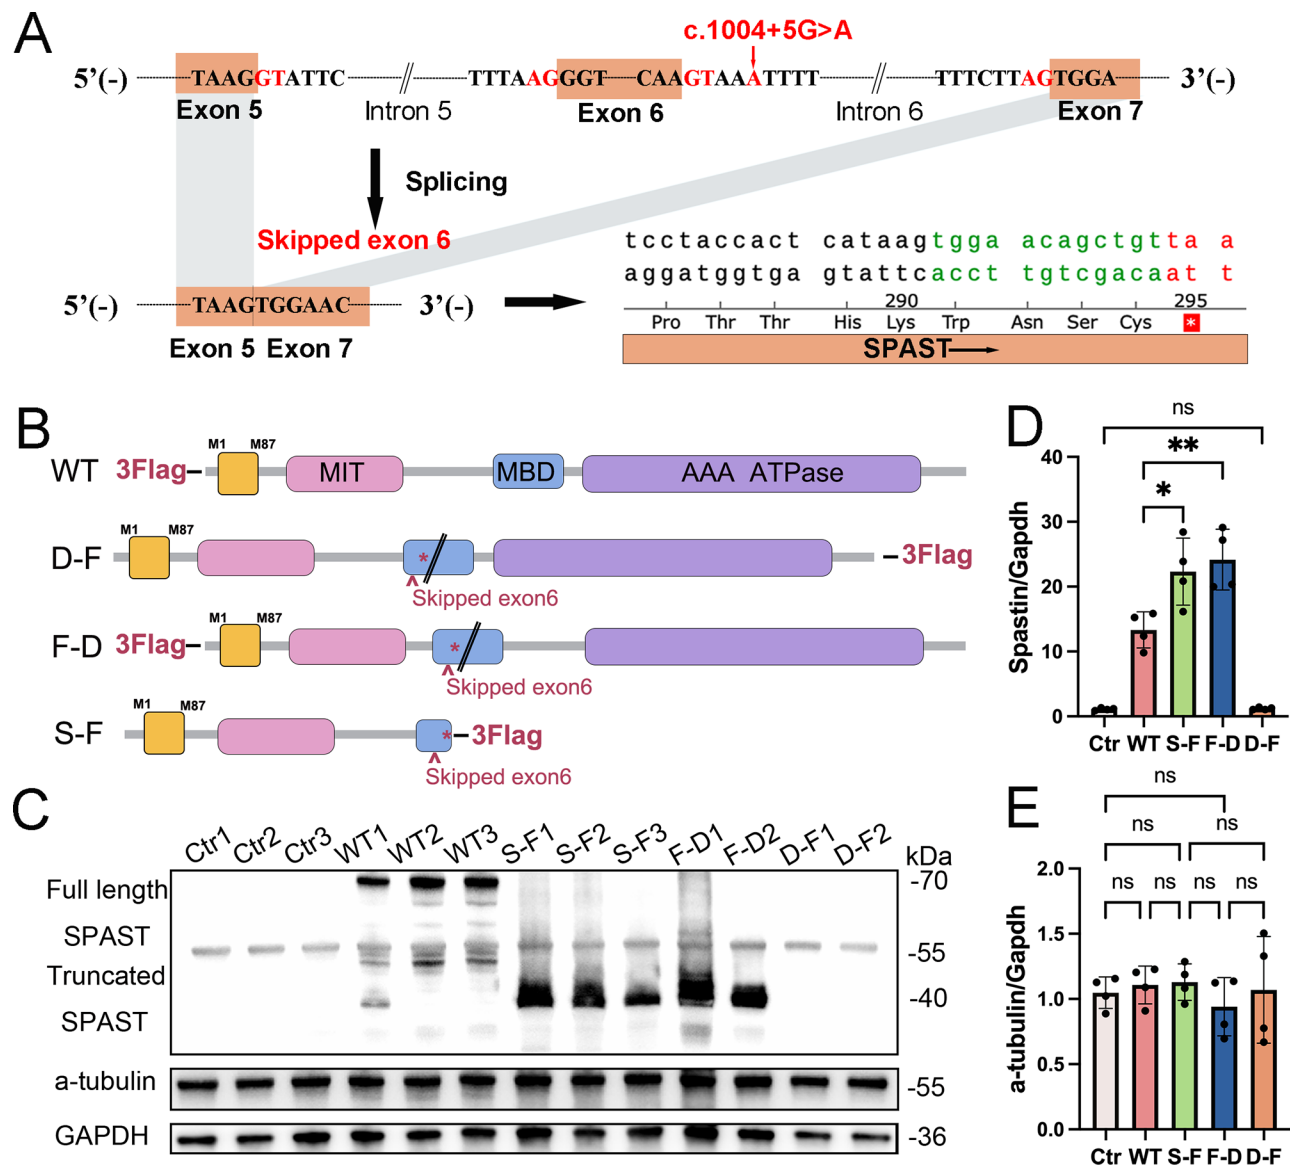 A
c.1004+5G>A
5'(-) TAAGGTATTC // TTTAAGGGT CAAGTAAATTTT // TTTCTTAGTGGA 3'(-)
Exon 5 Intron 5 Exon 6 Intron 6 Exon 7
Splicing
Skipped exon 6
5'(-) TAAGTGGAAC 3'(-)
Exon 5 Exon 7
tcctaccact cataagtgga acagctgtta a
aggatggtga gtattcacct tgtcgacaat t
290 295
Pro Thr Thr His Lys Trp Asn Ser Cys *
SPAST
B
M1 M87
WT 3Flag MIT MBD AAA ATPase
M1 M87
D-F * 3Flag
Skipped exon6
M1 M87
F-D 3Flag *
Skipped exon6
M1 M87
S-F * 3Flag
Skipped exon6
C
Ctr1 Ctr2 Ctr3 WT1 WT2 WT3 S-F1 S-F2 S-F3 F-D1 F-D2 D-F1 D-F2
kDa
Full length
SPAST
Truncated
SPAST
-70
-55
-40
a-tubulin -55
GAPDH -36
D
ns
**
*
Spastin/Gapdh
40
30
20
10
0
Ctr WT S-F F-D D-F
E
ns
ns ns
ns ns ns ns
a-tubulin/Gapdh
2.0
1.5
1.0
0.5
0.0
Ctr WT S-F F-D D-F